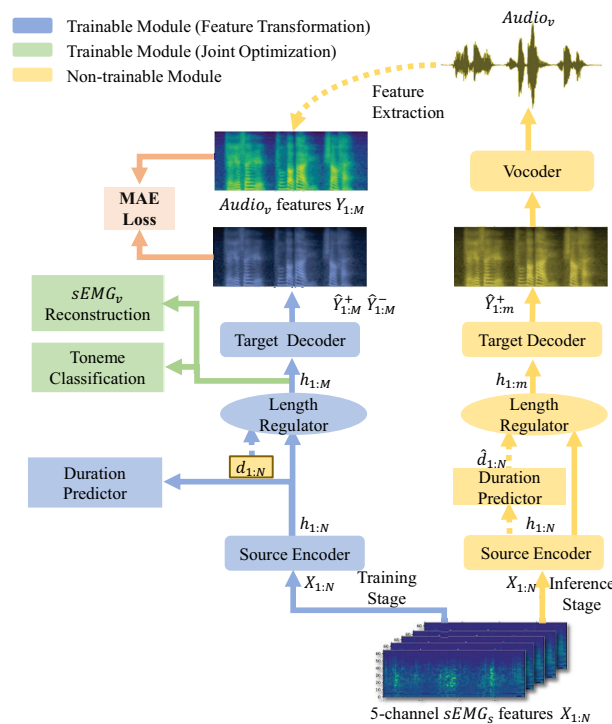 Trainable Module (Feature Transformation)
Trainable Module (Joint Optimization)
Non-trainable Module
Audio_v
Feature
Extraction
MAE
Loss
Audio_v features Y_{1:M}
Vocoder
sEMG_v
Reconstruction
Ŷ^+_{1:M} Ŷ^-_{1:M}
Ŷ^+_{1:m}
Target Decoder
Target Decoder
Toneme
Classification
h_{1:M}
h_{1:m}
Length
Regulator
Length
Regulator
d_{1:N}
d̂_{1:N}
Duration
Predictor
Duration
Predictor
h_{1:N}
h_{1:N}
Source Encoder
Source Encoder
X_{1:N}
Training
Stage
X_{1:N}
Inference
Stage
5-channel sEMG_s features X_{1:N}